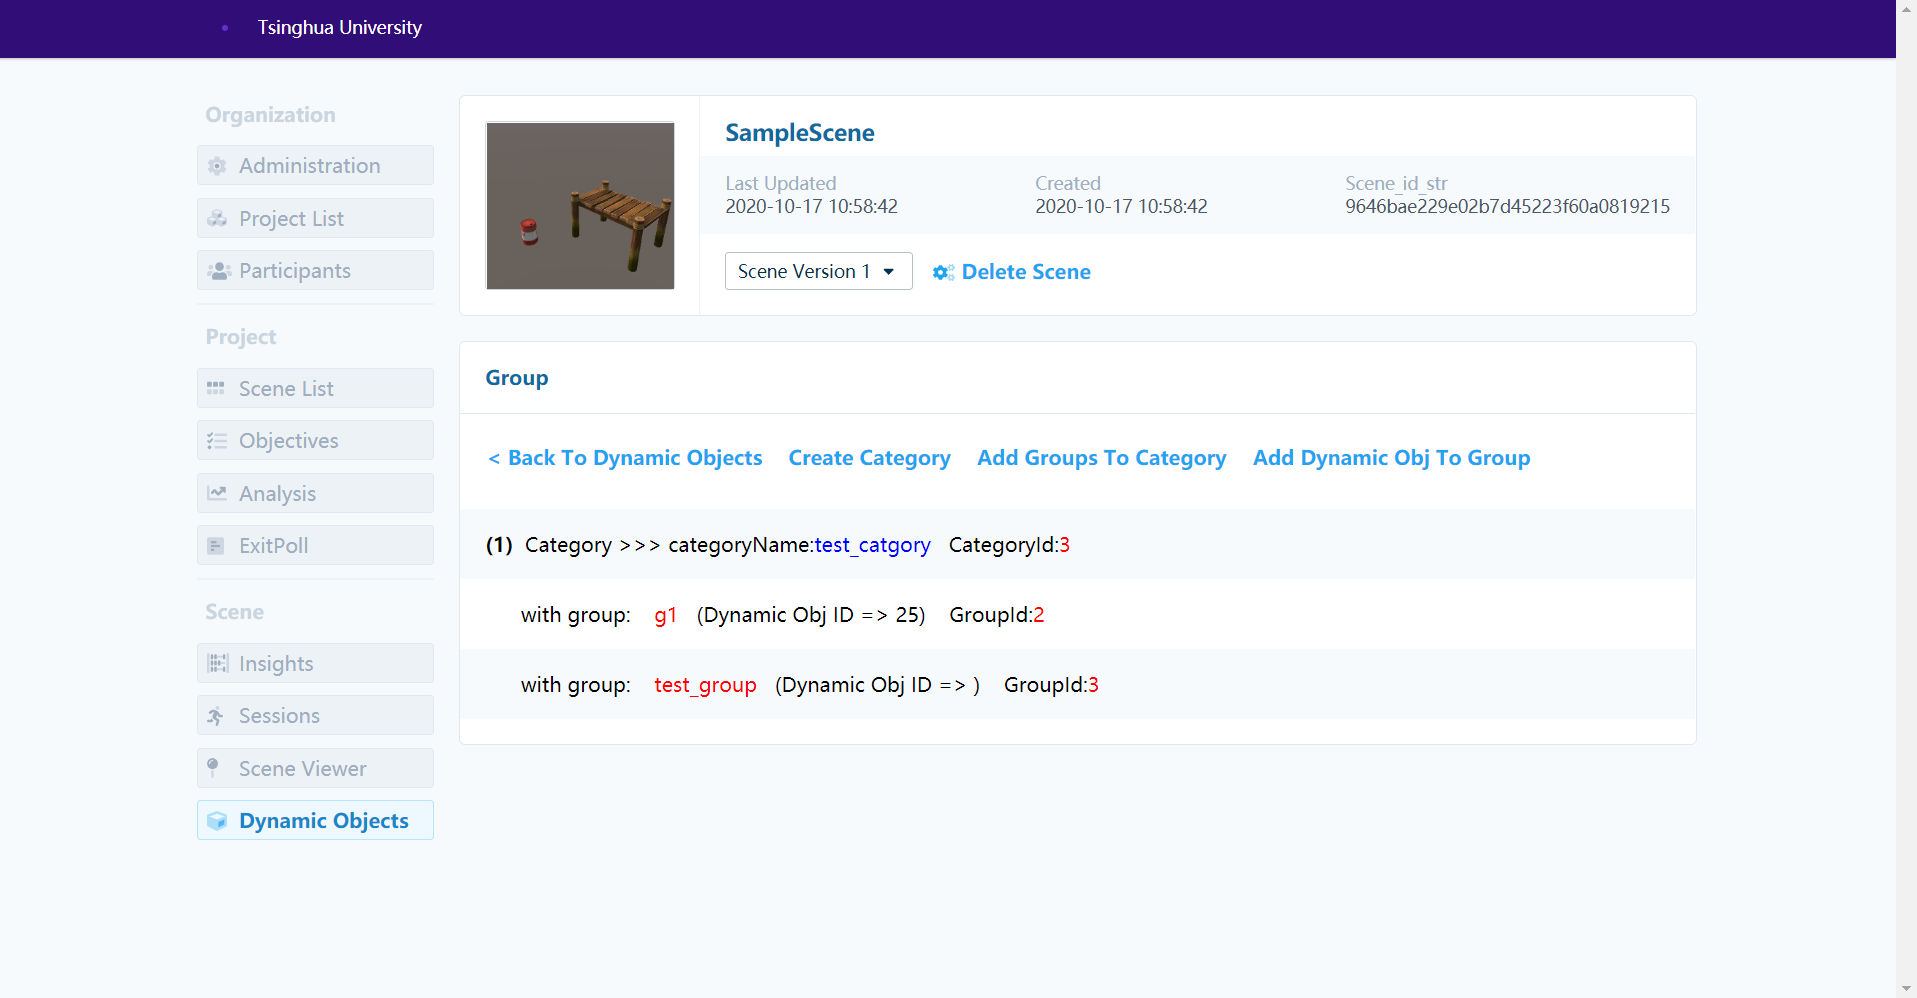 Tsinghua University
Organization
Administration
Project List
Participants
Project
Scene List
Objectives
Analysis
ExitPoll
Scene
Insights
Sessions
Scene Viewer
Dynamic Objects
SampleScene
Last Updated
2020-10-17 10:58:42
Created
2020-10-17 10:58:42
Scene_id_str
9646bae229e02b7d45223f60a0819215
Scene Version 1
Delete Scene
Group
< Back To Dynamic Objects Create Category Add Groups To Category Add Dynamic Obj To Group
(1) Category >>> categoryName:test_catgory CategoryId:3
with group: g1 (Dynamic Obj ID => 25) GroupId:2
with group: test_group (Dynamic Obj ID => ) GroupId:3